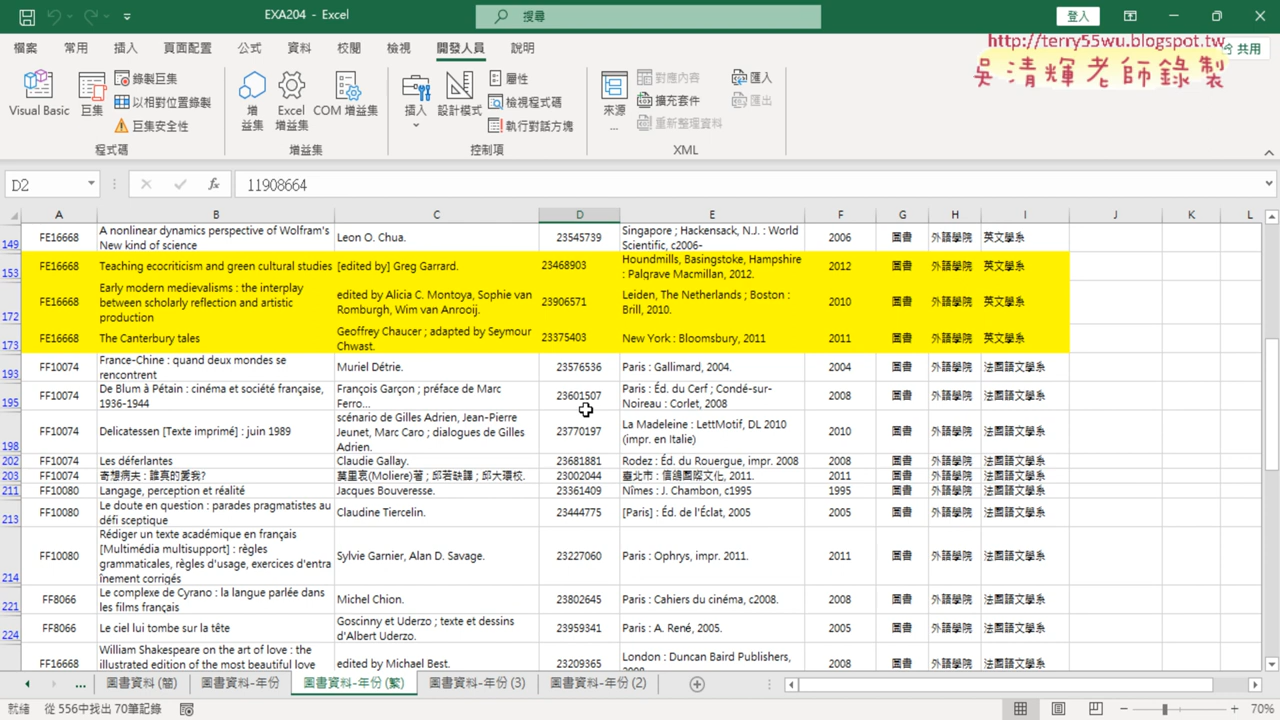 EXA204 - Excel
搜尋
登入
http://terry55wu.blogspot.tw
吳清輝老師錄製
檔案 常用 插入 頁面配置 公式 資料 校閱 檢視 開發人員 說明 共用
Visual Basic 巨集 錄製巨集 以相對位置錄製 巨集安全性 程式碼
增益集 Excel 增益集 COM 增益集 增益集
插入 設計模式 屬性 檢視程式碼 執行對話方塊 控制項
來源... 對應內容 擴充套件 重新整理資料 匯入 匯出 XML
D2 fx 11908664
A B C D E F G H I J K L
149 FE16668 A nonlinear dynamics perspective of Wolfram's New kind of science Leon O. Chua. 23545739 Singapore ; Hackensack, N.J. : World Scientific, c2006- 2006 圖書 外語學院 英文學系
153 FE16668 Teaching ecocriticism and green cultural studies [edited by] Greg Garrard. 23468903 Houndmills, Basingstoke, Hampshire : Palgrave Macmillan, 2012. 2012 圖書 外語學院 英文學系
172 FE16668 Early modern medievalisms : the interplay between scholarly reflection and artistic production edited by Alicia C. Montoya, Sophie van Romburgh, Wim van Anrooij. 23906571 Leiden, The Netherlands ; Boston : Brill, 2010. 2010 圖書 外語學院 英文學系
173 FE16668 The Canterbury tales Geoffrey Chaucer ; adapted by Seymour Chwast. 23375403 New York : Bloomsbury, 2011 2011 圖書 外語學院 英文學系
193 FF10074 France-Chine : quand deux mondes se rencontrent Muriel Détrie. 23576536 Paris : Gallimard, 2004. 2004 圖書 外語學院 法國語文學系
195 FF10074 De Blum à Pétain : cinéma et société française, 1936-1944 François Garçon ; préface de Marc Ferro... 23601507 Paris : Éd. du Cerf ; Condé-sur-Noireau : Corlet, 2008 2008 圖書 外語學院 法國語文學系
198 FF10074 Delicatessen [Texte imprimé] : juin 1989 scénario de Gilles Adrien, Jean-Pierre Jeunet, Marc Caro ; dialogues de Gilles Adrien. 23770197 La Madeleine : LettMotif, DL 2010 (impr. en Italie) 2010 圖書 外語學院 法國語文學系
202 FF10074 Les déferlantes Claudie Gallay. 23681881 Rodez : Éd. du Rouergue, impr. 2008 2008 圖書 外語學院 法國語文學系
203 FF10074 奇想病夫 : 誰真的愛我? 莫里哀(Moliere)著 ; 邱大環校. 23002044 臺北市 : 信鴿國際文化, 2011. 2011 圖書 外語學院 法國語文學系
211 FF10080 Langage, perception et réalité Jacques Bouveresse. 23361409 Nîmes : J. Chambon, c1995 1995 圖書 外語學院 法國語文學系
213 FF10080 Le doute en question : parades pragmatistes au défi sceptique Claudine Tiercelin. 23444775 [Paris] : Éd. de l'Éclat, 2005 2005 圖書 外語學院 法國語文學系
214 FF10080 Rédiger un texte académique en français [Multimédia multisupport] : règles grammaticales, règles d'usage, exercices d'entra înement corrigés Sylvie Garnier, Alan D. Savage. 23227060 Paris : Ophrys, impr. 2011. 2011 圖書 外語學院 法國語文學系
221 FF8066 Le complexe de Cyrano : la langue parlée dans les films français Michel Chion. 23802645 Paris : Cahiers du cinéma, c2008. 2008 圖書 外語學院 法國語文學系
224 FF8066 Le ciel lui tombe sur la tête Goscinny et Uderzo ; texte et dessins d'Albert Uderzo. 23959341 Paris : A. René, 2005. 2005 圖書 外語學院 法國語文學系
FF16668 William Shakespeare on the art of love : the illustrated edition of the most beautiful love edited by Michael Best. 23209365 London : Duncan Baird Publishers, 2008 圖書 外語學院 法國語文學系
... 圖書資料 (簡) 圖書資料-年份 圖書資料-年份 (繁) 圖書資料-年份 (3) 圖書資料-年份 (2)
就緒 從 556中找出 70筆記錄 70%